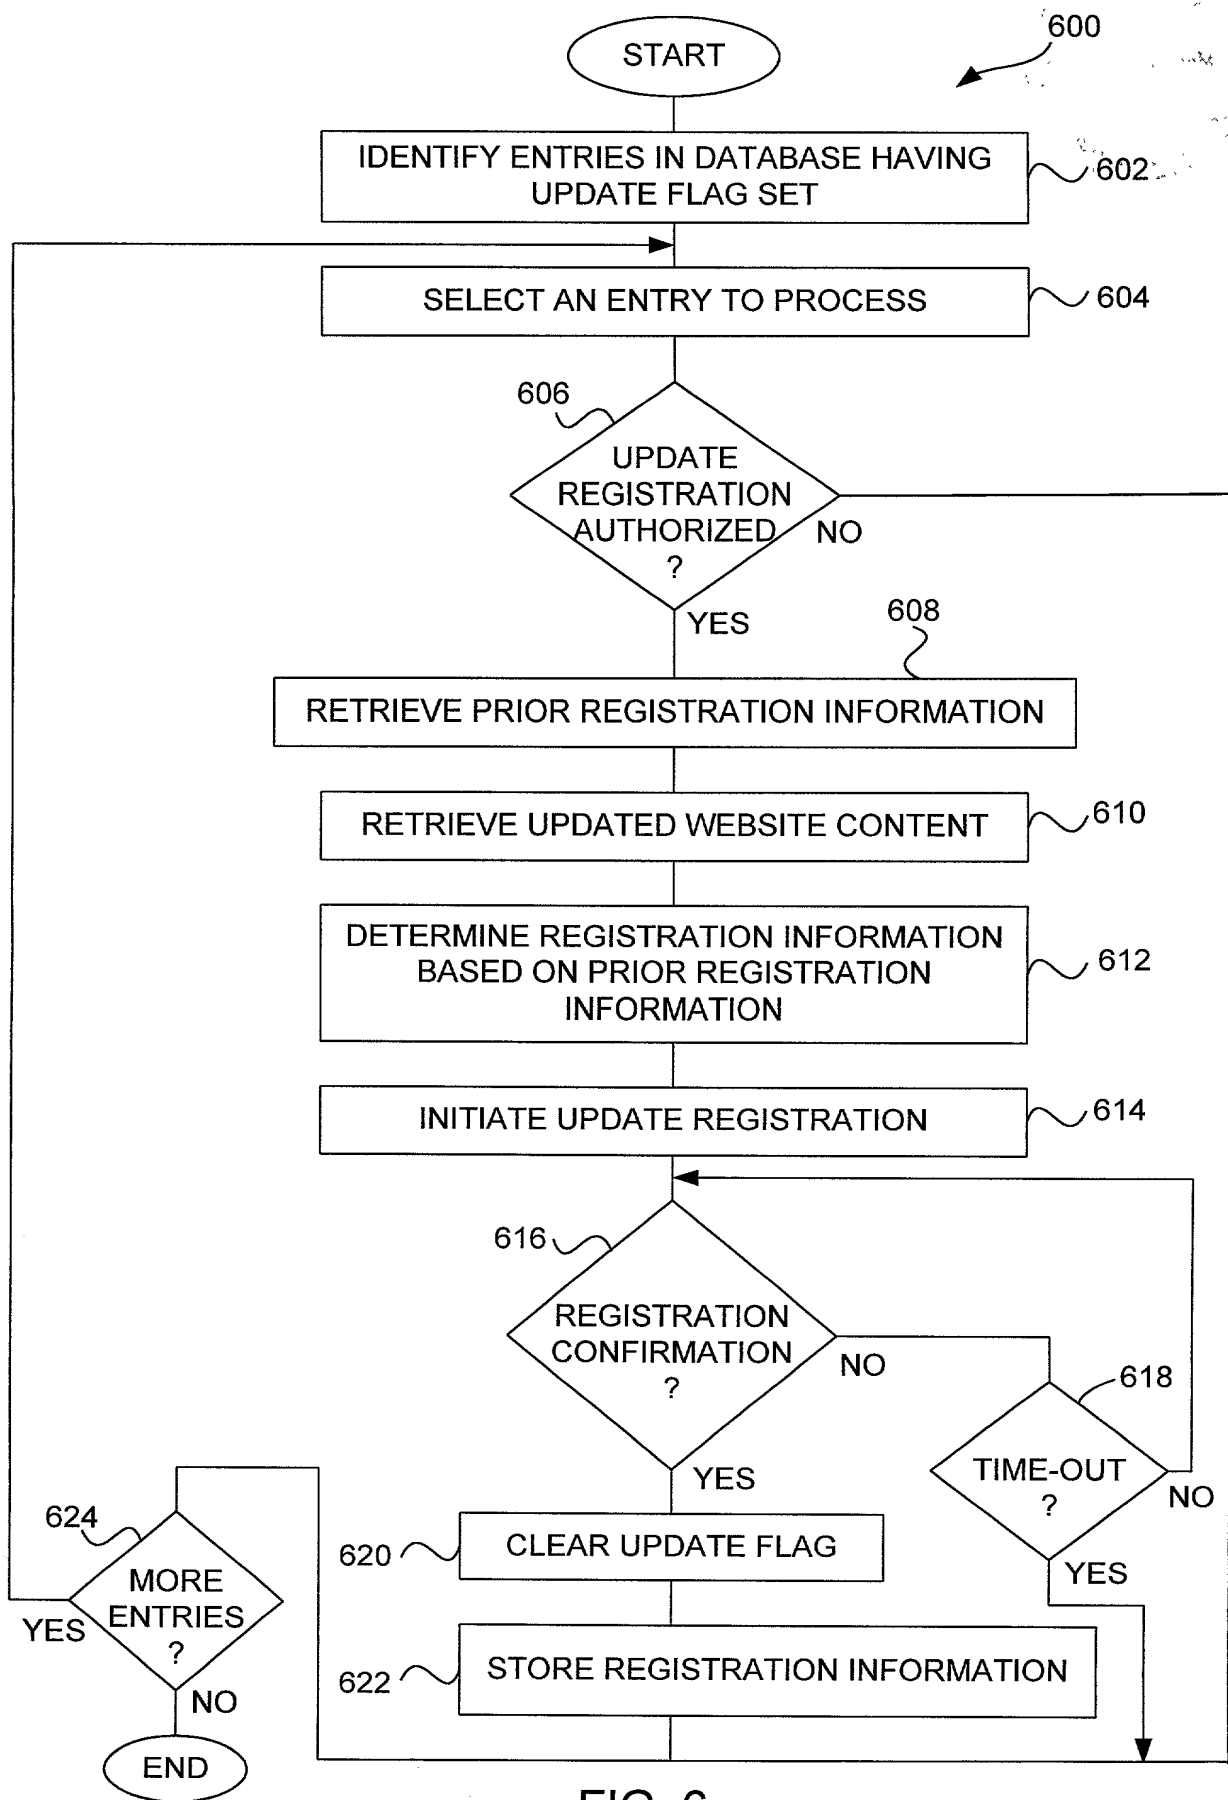 START
600
IDENTIFY ENTRIES IN DATABASE HAVING
UPDATE FLAG SET
602
SELECT AN ENTRY TO PROCESS
604
606
UPDATE
REGISTRATION
AUTHORIZED
?
NO
YES
608
RETRIEVE PRIOR REGISTRATION INFORMATION
RETRIEVE UPDATED WEBSITE CONTENT
610
DETERMINE REGISTRATION INFORMATION
BASED ON PRIOR REGISTRATION
INFORMATION
612
INITIATE UPDATE REGISTRATION
614
616
REGISTRATION
CONFIRMATION
?
NO
YES
618
TIME-OUT
?
NO
YES
620
CLEAR UPDATE FLAG
622
STORE REGISTRATION INFORMATION
624
MORE
ENTRIES
?
YES
NO
END
FIG. 6